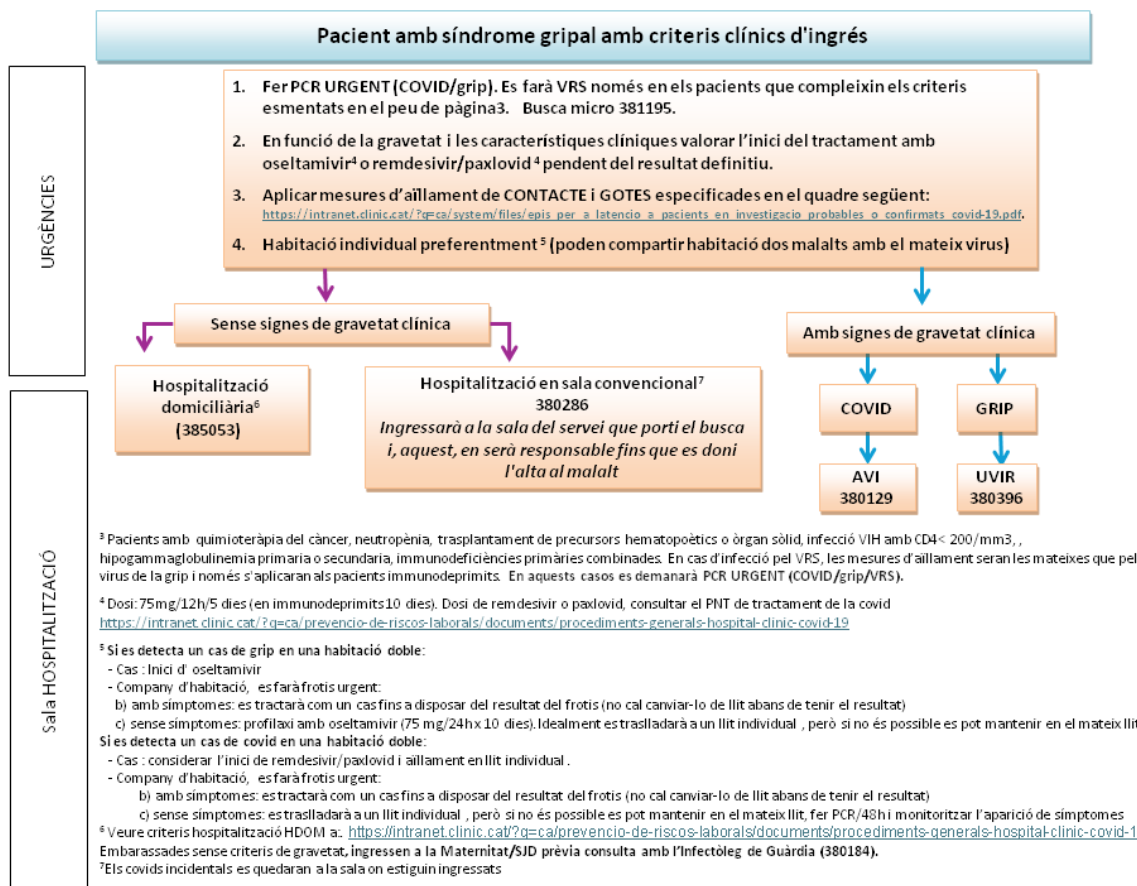 Pacient amb síndrome gripal amb criteris clínics d'ingrés
URGÈNCIES
1. Fer PCR URGENT (COVID/grip). Es farà VRS només en els pacients que compleixin els criteris
esmentats en el peu de pàgina3. Busca micro 381195.
2. En funció de la gravetat i les característiques clíniques valorar l'inici del tractament amb
oseltamivir⁴ o remdesivir/paxlovid ⁴ pendent del resultat definitiu.
3. Aplicar mesures d'aïllament de CONTACTE i GOTES especificades en el quadre següent:
https://intranet.clinic.cat/?q=ca/system/files/epis_per_a_latencio_a_pacients_en_investigacio_probables_o_confirmats_covid-19.pdf.
4. Habitació individual preferentment ⁵ (poden compartir habitació dos malalts amb el mateix virus)
Sense signes de gravetat clínica
Amb signes de gravetat clínica
Hospitalització
domiciliària⁶
(385053)
Hospitalització en sala convencional⁷
380286
Ingressarà a la sala del servei que porti el busca
i, aquest, en serà responsable fins que es doni
l'alta al malalt
COVID
GRIP
AVI
380129
UVIR
380396
Sala HOSPITALITZACIÓ
³ Pacients amb quimioteràpia del càncer, neutropènia, trasplantament de precursors hematopoètics o òrgan sòlid, infecció VIH amb CD4< 200/mm3, ,
hipogammaglobulinemia primaria o secundaria, immunodeficiències primàries combinades. En cas d'infecció pel VRS, les mesures d'aïllament seran les mateixes que pel
virus de la grip i només s'aplicaran als pacients immunodeprimits. En aquests casos es demanarà PCR URGENT (COVID/grip/VRS).
⁴ Dosi: 75mg/12h/5 dies (en immunodeprimits 10 dies). Dosi de remdesivir o paxlovid, consultar el PNT de tractament de la covid
https://intranet.clinic.cat/?q=ca/prevencio-de-riscos-laborals/documents/procediments-generals-hospital-clinic-covid-19
⁵ Si es detecta un cas de grip en una habitació doble:
- Cas : Inici d' oseltamivir
- Company d'habitació, es farà frotis urgent:
b) amb símptomes: es tractarà com un cas fins a disposar del resultat del frotis (no cal canviar-lo de llit abans de tenir el resultat)
c) sense símptomes: profilaxi amb oseltamivir (75 mg/24h x 10 dies). Idealment es traslladarà a un llit individual , però si no és possible es pot mantenir en el mateix llit
Si es detecta un cas de covid en una habitació doble:
- Cas : considerar l'inici de remdesivir/paxlovid i aïllament en llit individual .
- Company d'habitació, es farà frotis urgent:
b) amb símptomes: es tractarà com un cas fins a disposar del resultat del frotis (no cal canviar-lo de llit abans de tenir el resultat)
c) sense símptomes: es traslladarà a un llit individual , però si no és possible es pot mantenir en el mateix llit, fer PCR/48h i monitoritzar l'aparició de símptomes
⁶ Veure criteris hospitalització HDOM a:. https://intranet.clinic.cat/?q=ca/prevencio-de-riscos-laborals/documents/procediments-generals-hospital-clinic-covid-1
Embarassades sense criteris de gravetat, ingressen a la Maternitat/SJD prèvia consulta amb l'Infectòleg de Guàrdia (380184).
⁷Els covids incidentals es quedaran a la sala on estiguin ingressats